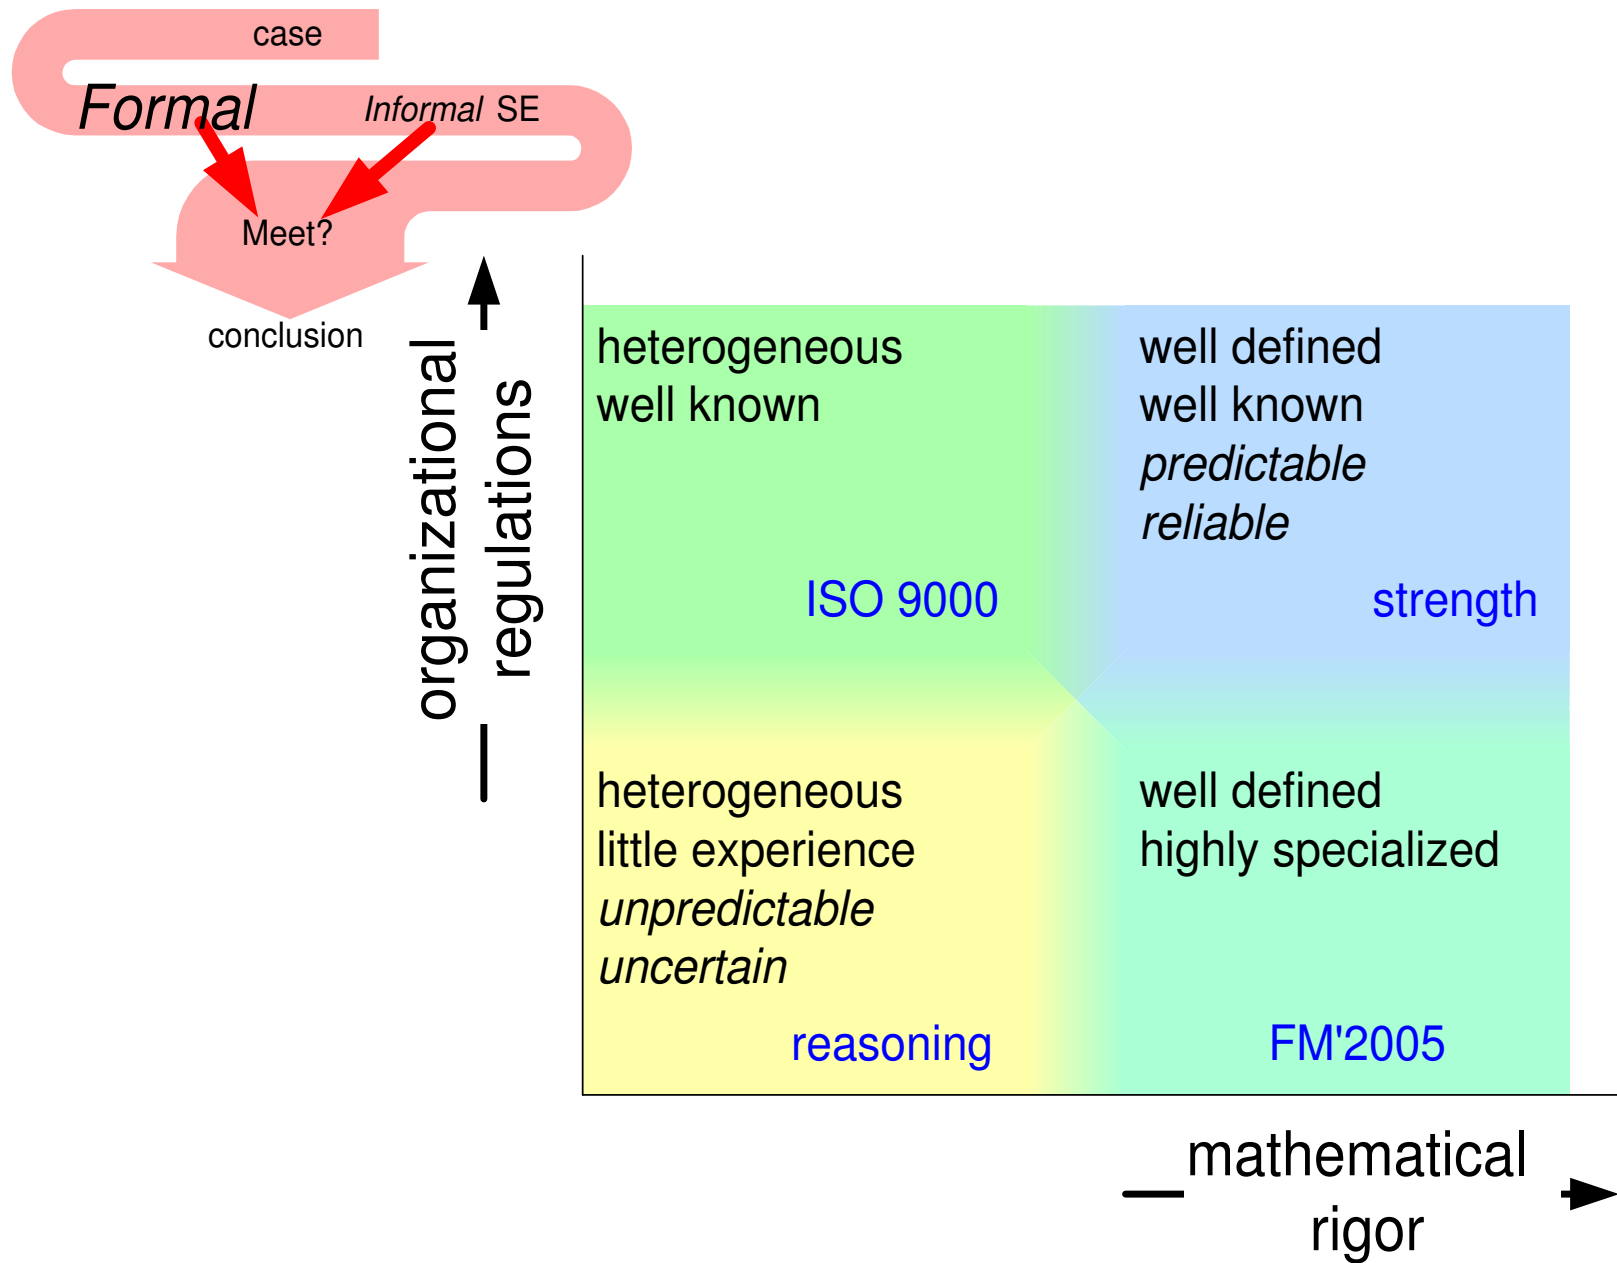 case
Formal
Informal SE
Meet?
conclusion
organizational
regulations
heterogeneous
well known
ISO 9000
well defined
well known
predictable
reliable
strength
heterogeneous
little experience
unpredictable
uncertain
reasoning
well defined
highly specialized
FM'2005
mathematical
rigor